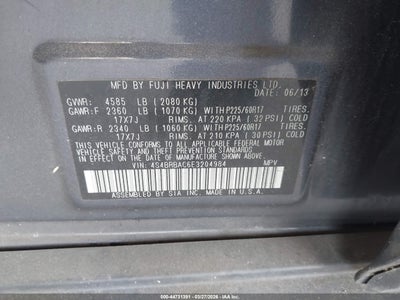 MFD. BY FUJI HEAVY INDUSTRIES LTD.
DATE: 06/13
GVWR: 4585 LB (2080 KG)
GAWR:F 2360 LB (1070 KG) WITH P225/60R17 TIRES,
17X7J RIMS, AT 220 KPA (32 PSI) COLD
GAWR:R 2340 LB (1060 KG) WITH P225/60R17 TIRES,
17X7J RIMS, AT 210 KPA (30 PSI) COLD
THIS VEHICLE CONFORMS TO ALL APPLICABLE FEDERAL MOTOR
VEHICLE SAFETY AND THEFT PREVENTION STANDARDS IN
EFFECT ON THE DATE OF MANUFACTURE SHOWN ABOVE.
VIN: 4S4BRBAC6E3204984 MPV
ASSEMBLED BY SIA INC. MADE IN U.S.A.
600-44731391 - 03/27/2026 - IAA Inc.